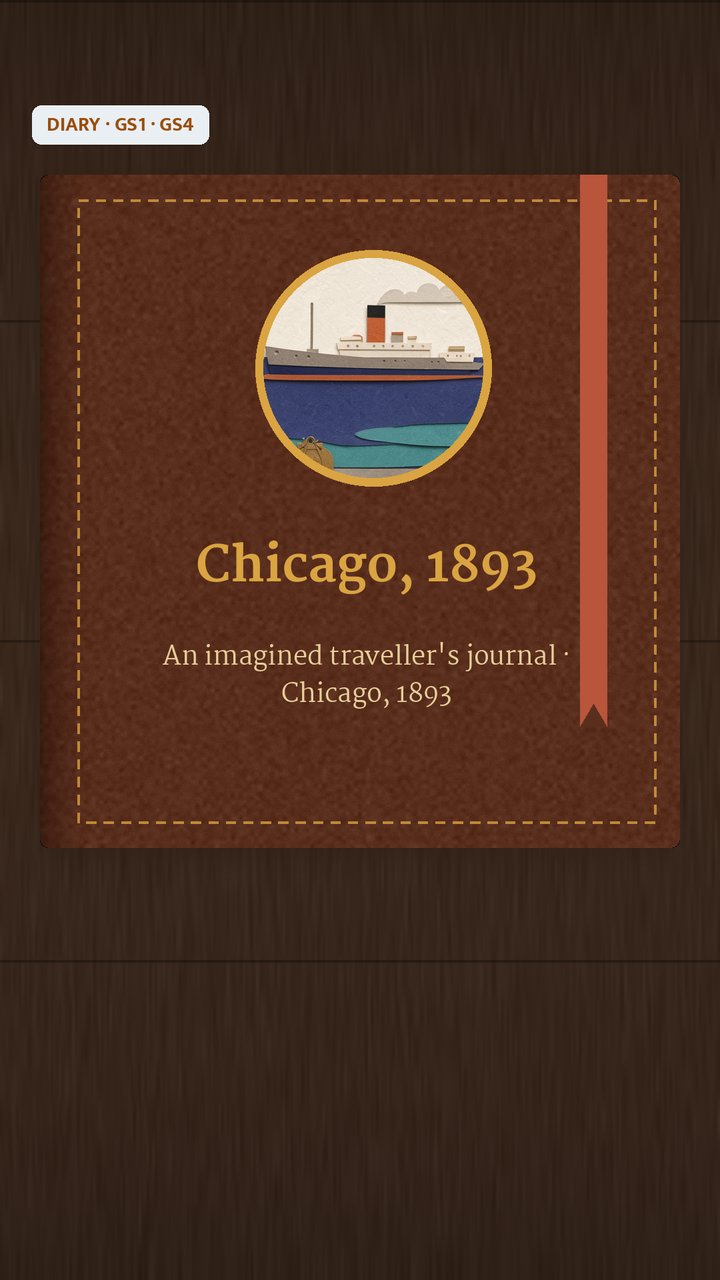 DIARY · GS1 · GS4
Chicago, 1893
An imagined traveller's journal ·
Chicago, 1893